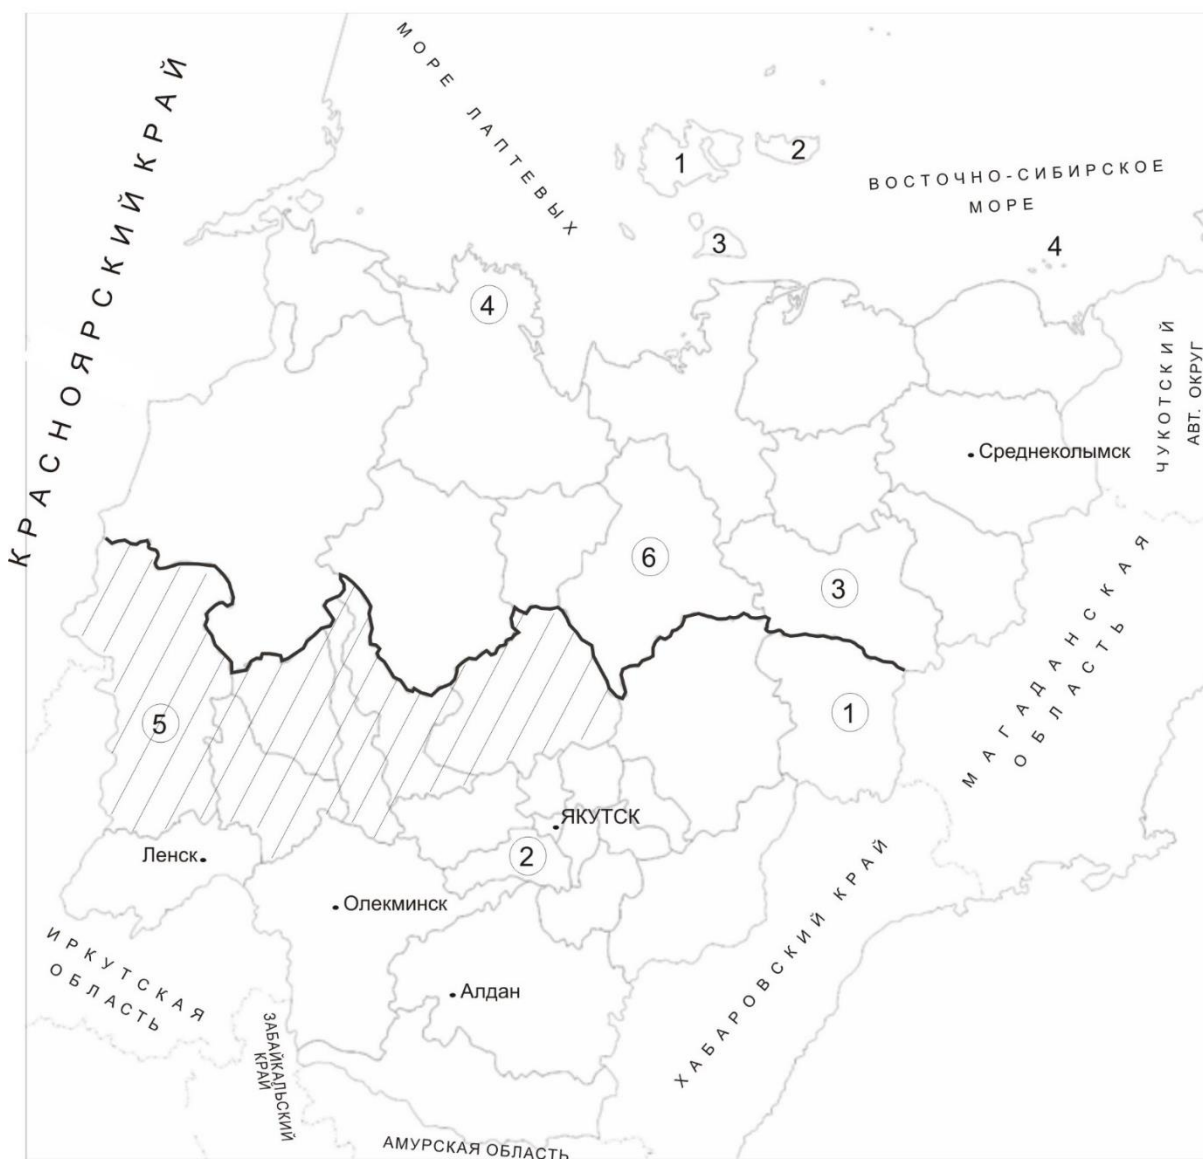 КРАСНОЯРСКИЙ КРАЙ
МОРЕ ЛАПТЕВЫХ
1
2
ВОСТОЧНО-СИБИРСКОЕ
МОРЕ
3
4
4
ЧУКОТСКИЙ
АВТ. ОКРУГ
Среднеколымск
6
3
МАГАДАНСКАЯ
ОБЛАСТЬ
5
1
ЯКУТСК
2
Ленск
Олекминск
ХАБАРОВСКИЙ КРАЙ
ИРКУТСКАЯ
ОБЛАСТЬ
Алдан
ЗАБАЙКАЛЬСКИЙ
КРАЙ
АМУРСКАЯ ОБЛАСТЬ